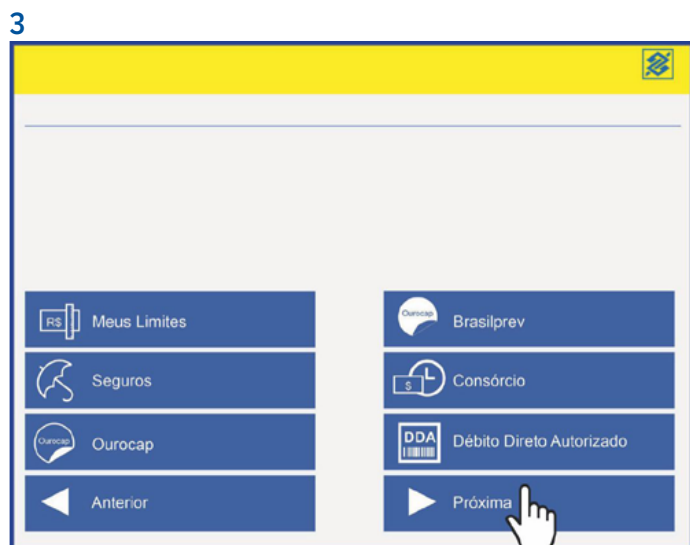 3
R$ Meus Limites
Ourocap Brasilprev
Seguros
$ Consórcio
Ourocap Ourocap
DDA Débito Direto Autorizado
Anterior
Próxima